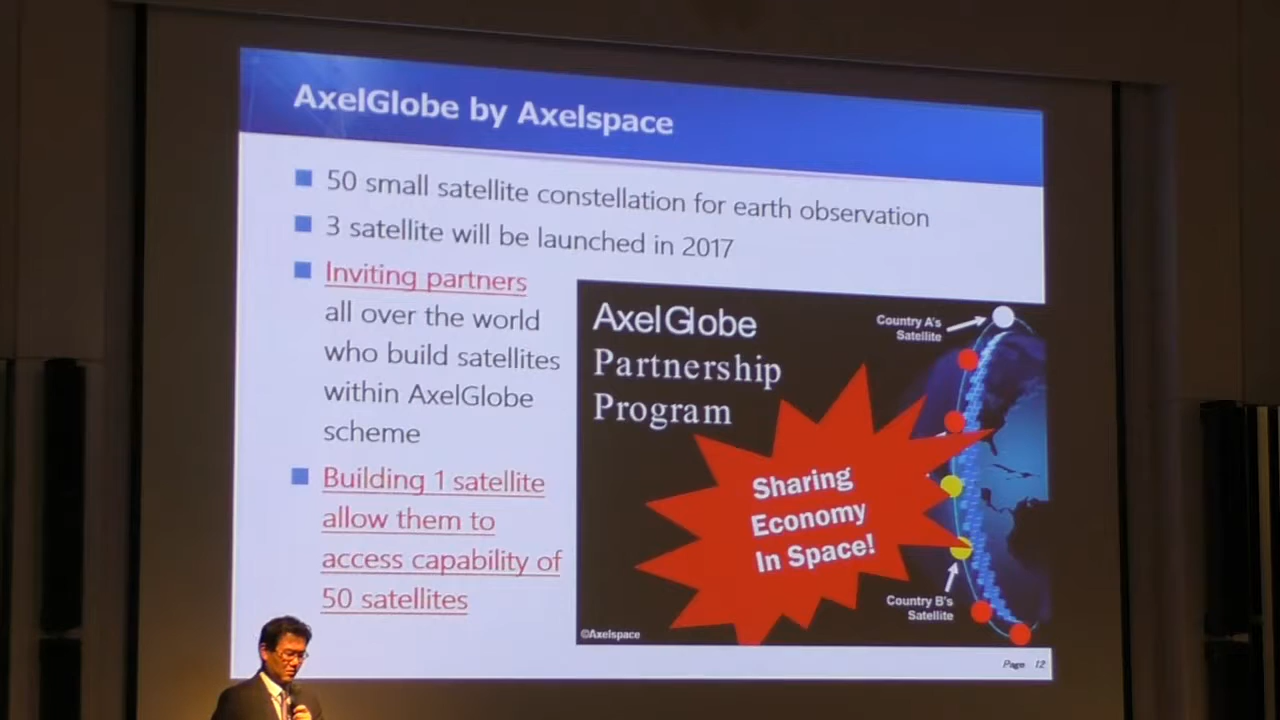 AxelGlobe by Axelspace
50 small satellite constellation for earth observation
3 satellite will be launched in 2017
Inviting partners
all over the world
who build satellites
within AxelGlobe
scheme
Building 1 satellite
allow them to
access capability of
50 satellites
AxelGlobe
Partnership
Program
Country A's
Satellite
Sharing
Economy
In Space!
Country B's
Satellite
©Axelspace
Page 12